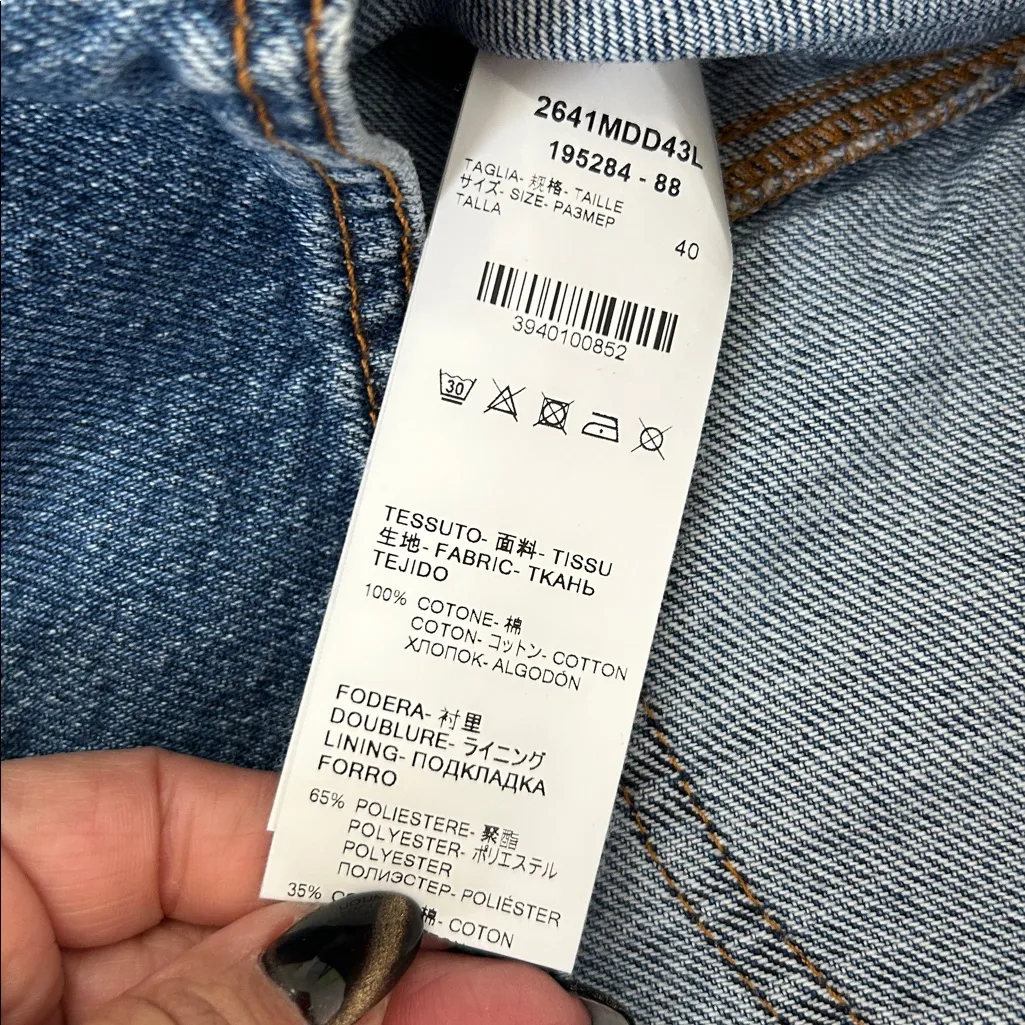 2641MDD43L
195284 - 88
TAGLIA- 规格- TAILLE
サイズ- SIZE- РАЗМЕР
TALLA
40
3940100852
30
TESSUTO- 面料- TISSU
生地- FABRIC- ТКАНЬ
TEJIDO
100% COTONE- 棉
COTON- コットン- COTTON
ХЛОПОК- ALGODÓN
FODERA- 衬里
DOUBLURE- ライニング
LINING- ПОДКЛАДКА
FORRO
65% POLIESTERE- 聚酯
POLYESTER- ポリエステル
POLYESTER
ПОЛИЭСТЕР- POLIÉSTER
35% 棉- COTON